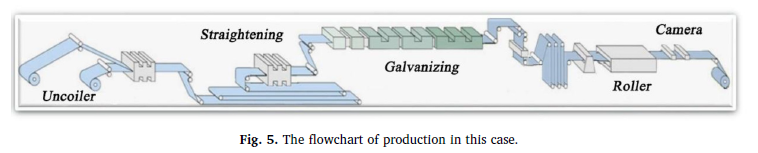 Camera
Straightening
Galvanizing
Uncoiler
Roller
Fig. 5. The flowchart of production in this case.